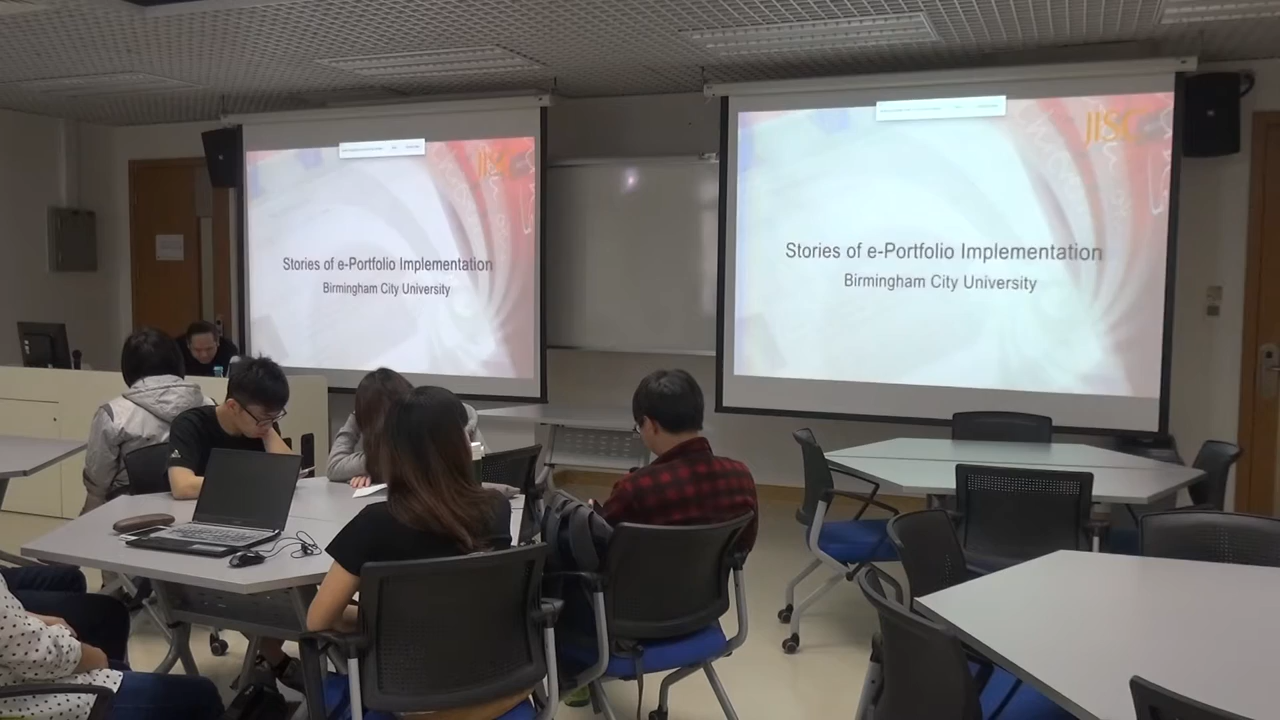 JISC
Stories of e-Portfolio Implementation
Birmingham City University
JISC
Stories of e-Portfolio Implementation
Birmingham City University